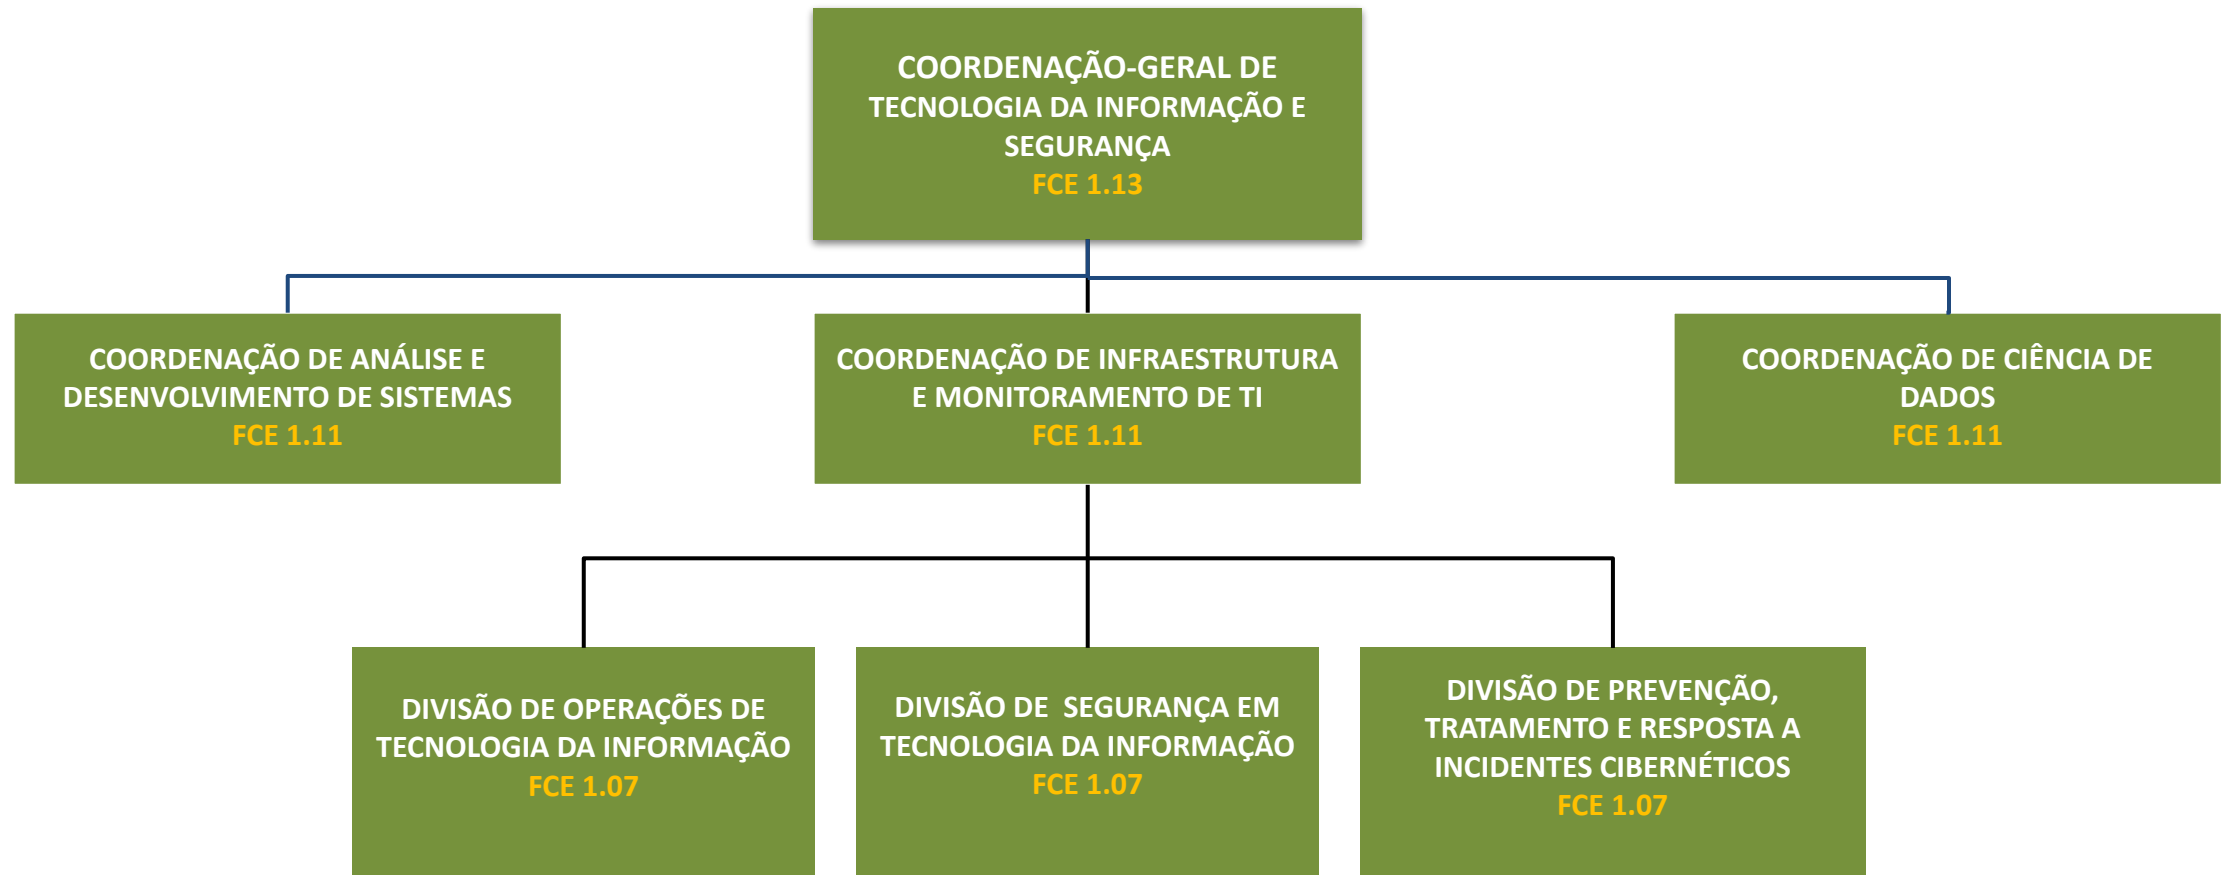 COORDENAÇÃO-GERAL DE
TECNOLOGIA DA INFORMAÇÃO E
SEGURANÇA
FCE 1.13
COORDENAÇÃO DE ANÁLISE E
DESENVOLVIMENTO DE SISTEMAS
FCE 1.11
COORDENAÇÃO DE INFRAESTRUTURA
E MONITORAMENTO DE TI
FCE 1.11
COORDENAÇÃO DE CIÊNCIA DE
DADOS
FCE 1.11
DIVISÃO DE OPERAÇÕES DE
TECNOLOGIA DA INFORMAÇÃO
FCE 1.07
DIVISÃO DE  SEGURANÇA EM
TECNOLOGIA DA INFORMAÇÃO
FCE 1.07
DIVISÃO DE PREVENÇÃO,
TRATAMENTO E RESPOSTA A
INCIDENTES CIBERNÉTICOS
FCE 1.07